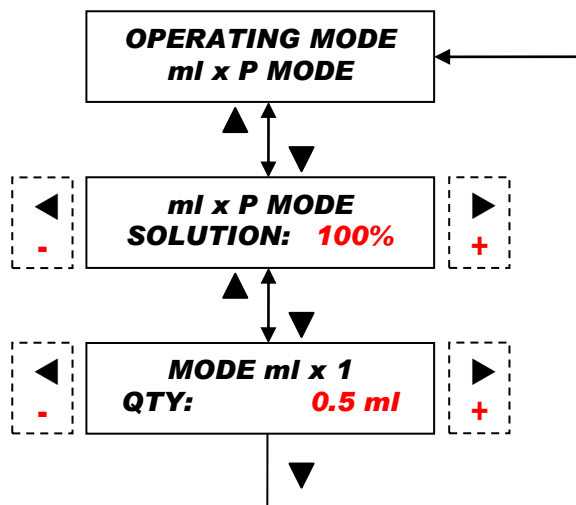 OPERATING MODE
ml x P MODE
ml x P MODE
SOLUTION: 100%
-
+
MODE ml x 1
QTY: 0.5 ml
-
+